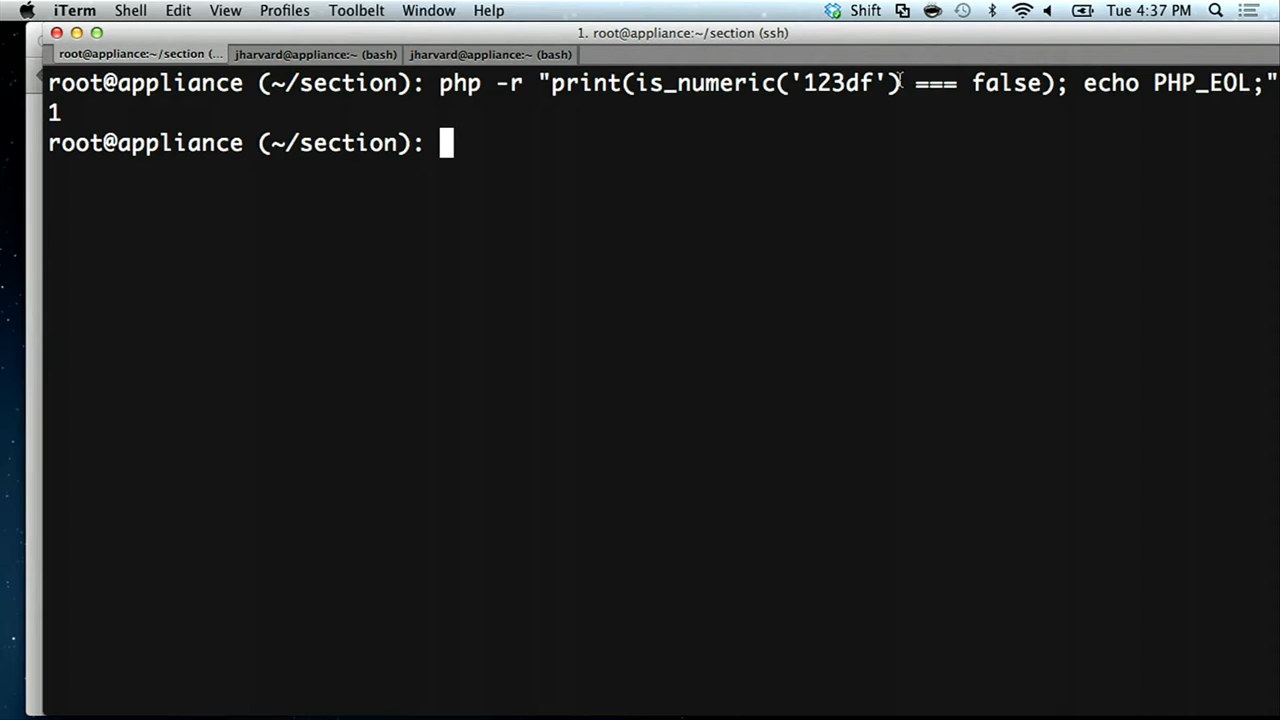 iTerm Shell Edit View Profiles Toolbelt Window Help Shift Tue 4:37 PM
1. root@appliance:~/section (ssh)
root@appliance:~/section (... jharvard@appliance:~ (bash) jharvard@appliance:~ (bash)
root@appliance (~/section): php -r "print(is_numeric('123df') === false); echo PHP_EOL;"
1
root@appliance (~/section):